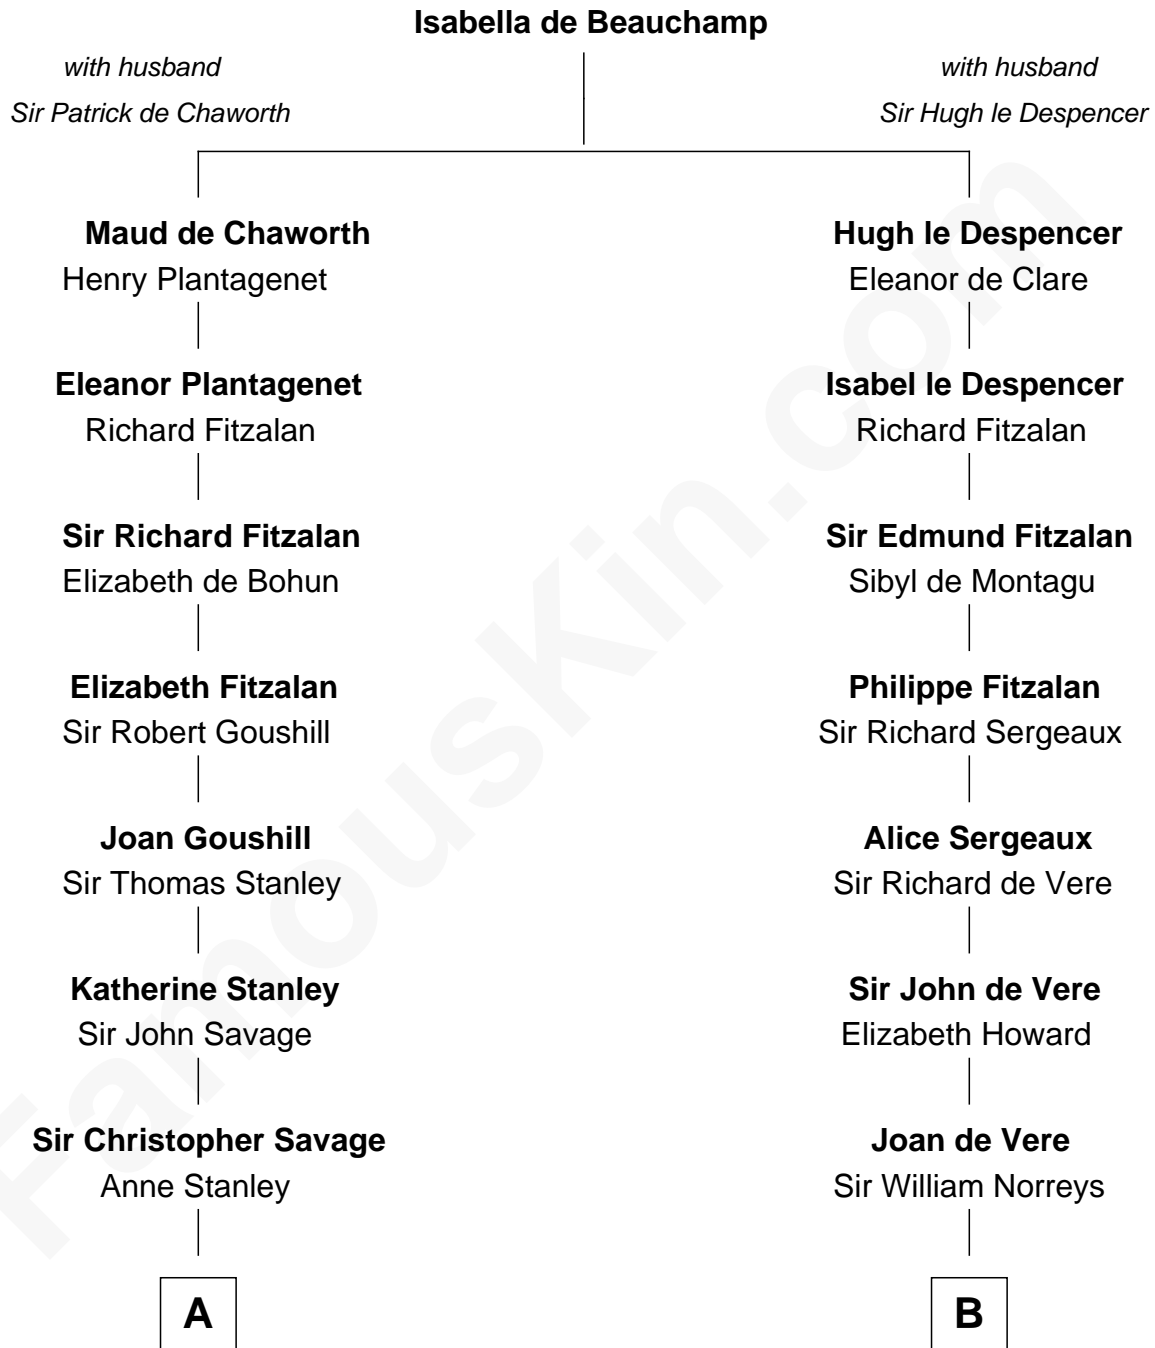 Isabella de Beauchamp
with husband
Sir Patrick de Chaworth
with husband
Sir Hugh le Despencer
Maud de Chaworth
Henry Plantagenet
Hugh le Despencer
Eleanor de Clare
Eleanor Plantagenet
Richard Fitzalan
Isabel le Despencer
Richard Fitzalan
Sir Richard Fitzalan
Elizabeth de Bohun
Sir Edmund Fitzalan
Sibyl de Montagu
Elizabeth Fitzalan
Sir Robert Goushill
Philippe Fitzalan
Sir Richard Sergeaux
Joan Goushill
Sir Thomas Stanley
Alice Sergeaux
Sir Richard de Vere
Katherine Stanley
Sir John Savage
Sir John de Vere
Elizabeth Howard
Sir Christopher Savage
Anne Stanley
Joan de Vere
Sir William Norreys
A
B
FamousKin.com